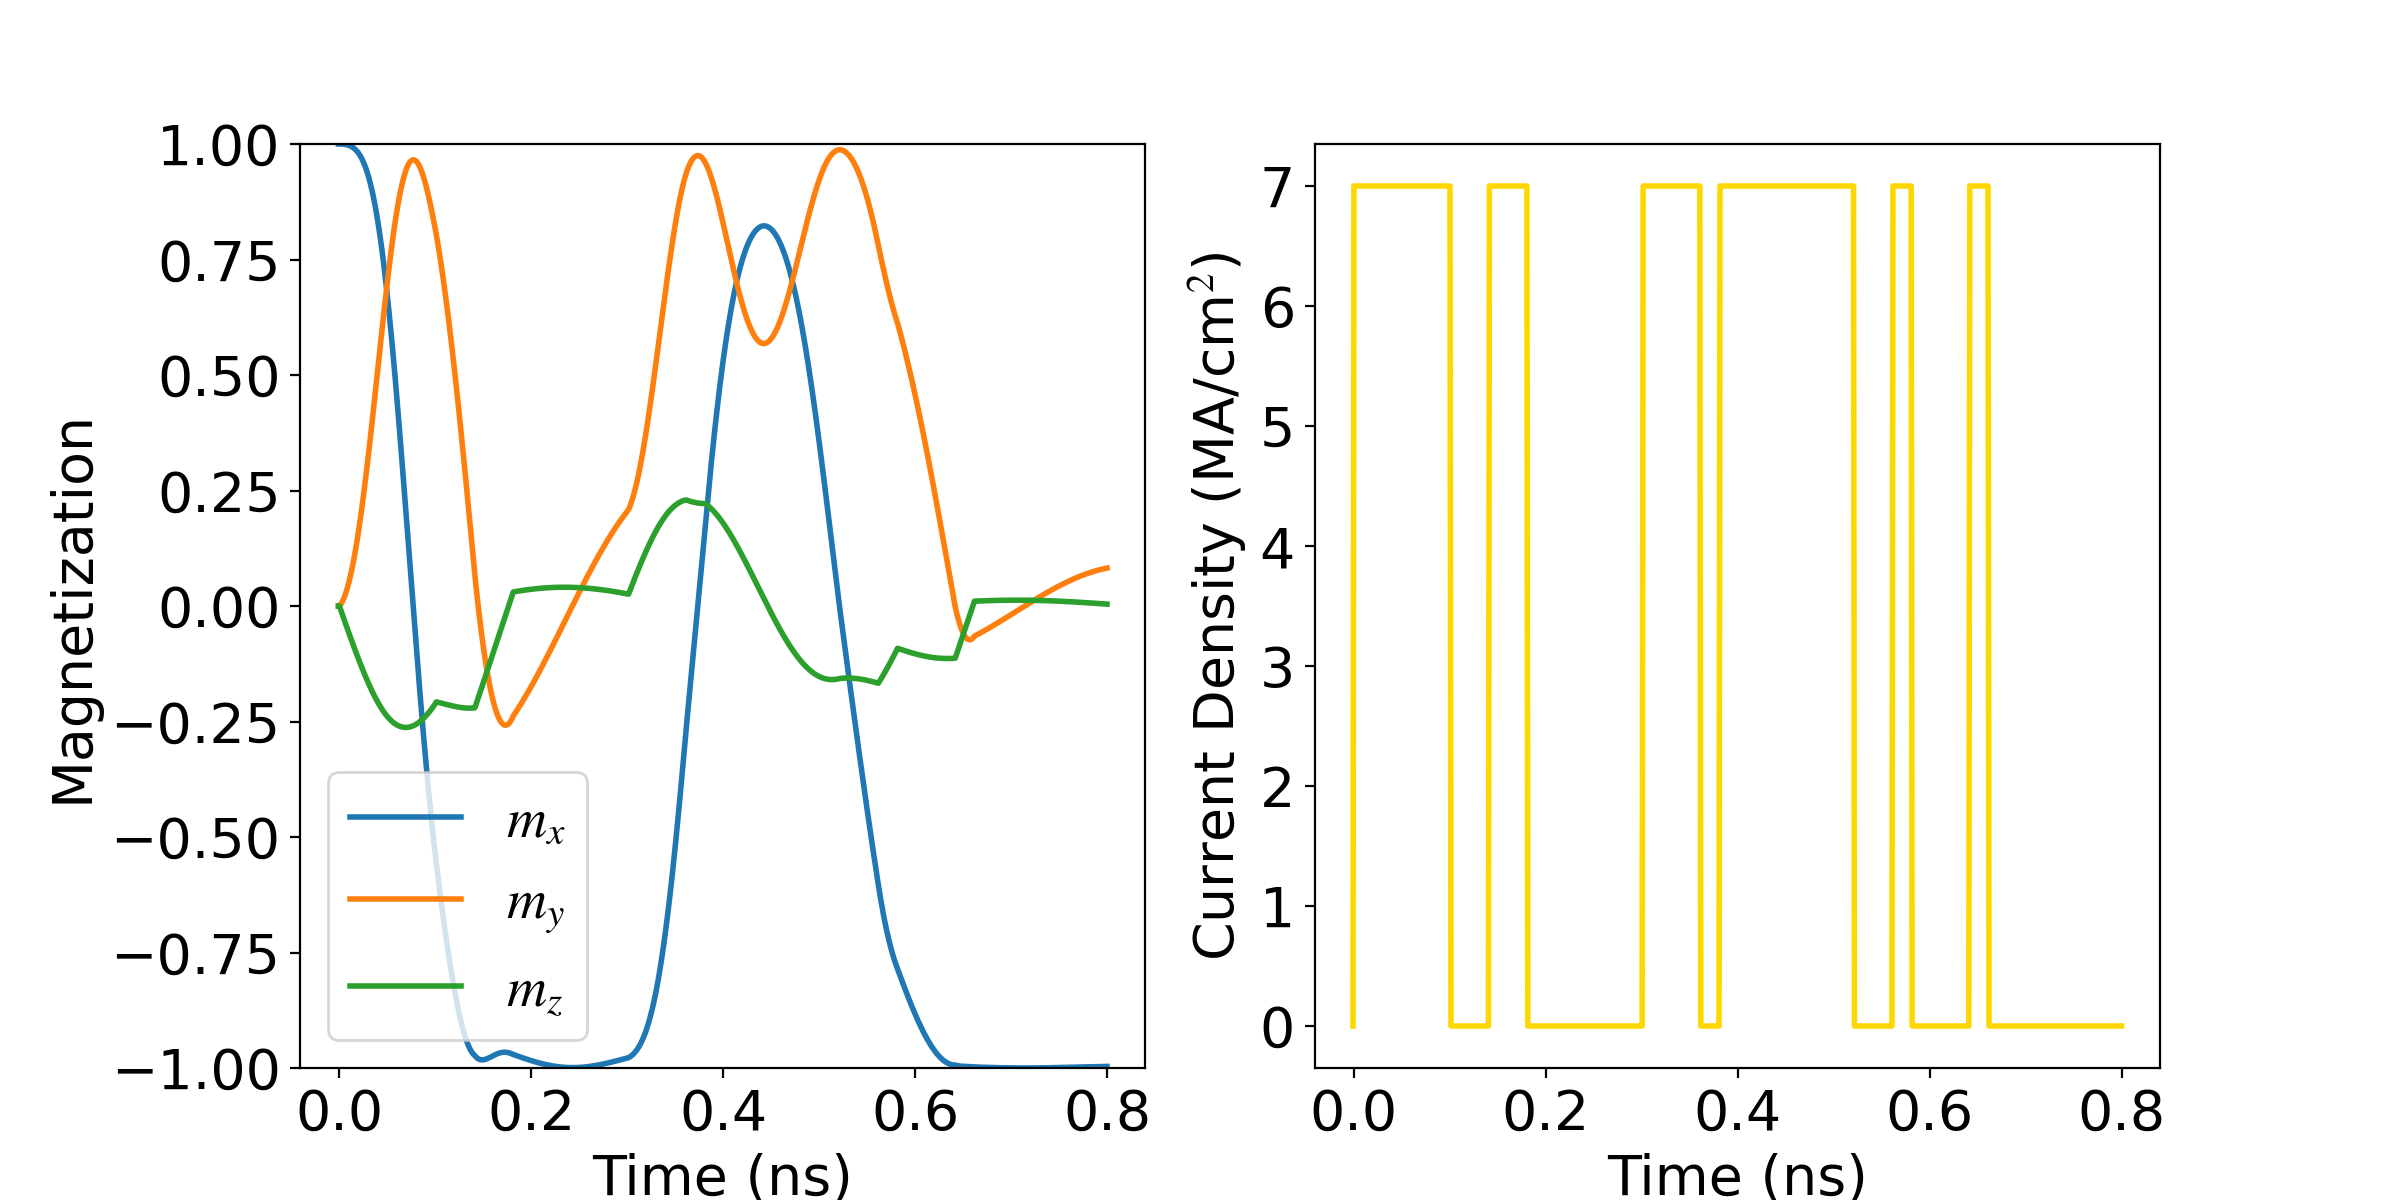 Magnetization
1.00
0.75
0.50
0.25
0.00
−0.25
−0.50
−0.75
−1.00
m_x
m_y
m_z
0.0 0.2 0.4 0.6 0.8
Time (ns)
Current Density (MA/cm²)
7
6
5
4
3
2
1
0
0.0 0.2 0.4 0.6 0.8
Time (ns)